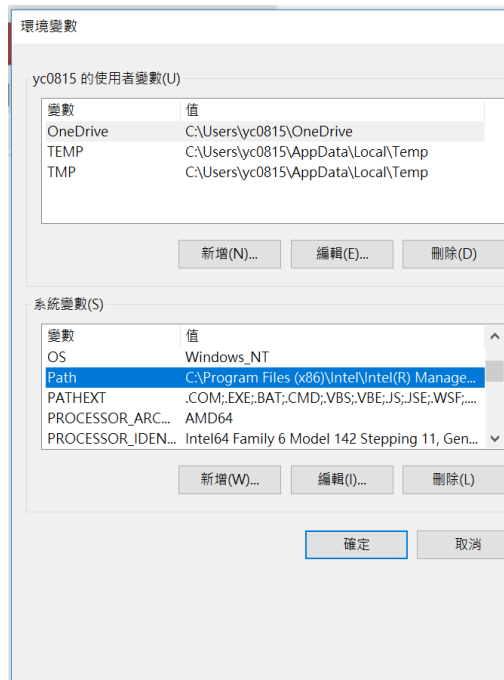 環境變數
yc0815 的使用者變數(U)
變數 值
OneDrive C:\Users\yc0815\OneDrive
TEMP C:\Users\yc0815\AppData\Local\Temp
TMP C:\Users\yc0815\AppData\Local\Temp
新增(N)... 編輯(E)... 刪除(D)
系統變數(S)
變數 值
OS Windows_NT
Path C:\Program Files (x86)\Intel\Intel(R) Manage...
PATHEXT .COM;.EXE;.BAT;.CMD;.VBS;.VBE;.JS;.JSE;.WSF;....
PROCESSOR_ARC... AMD64
PROCESSOR_IDEN... Intel64 Family 6 Model 142 Stepping 11, Gen...
新增(W)... 編輯(I)... 刪除(L)
確定 取消